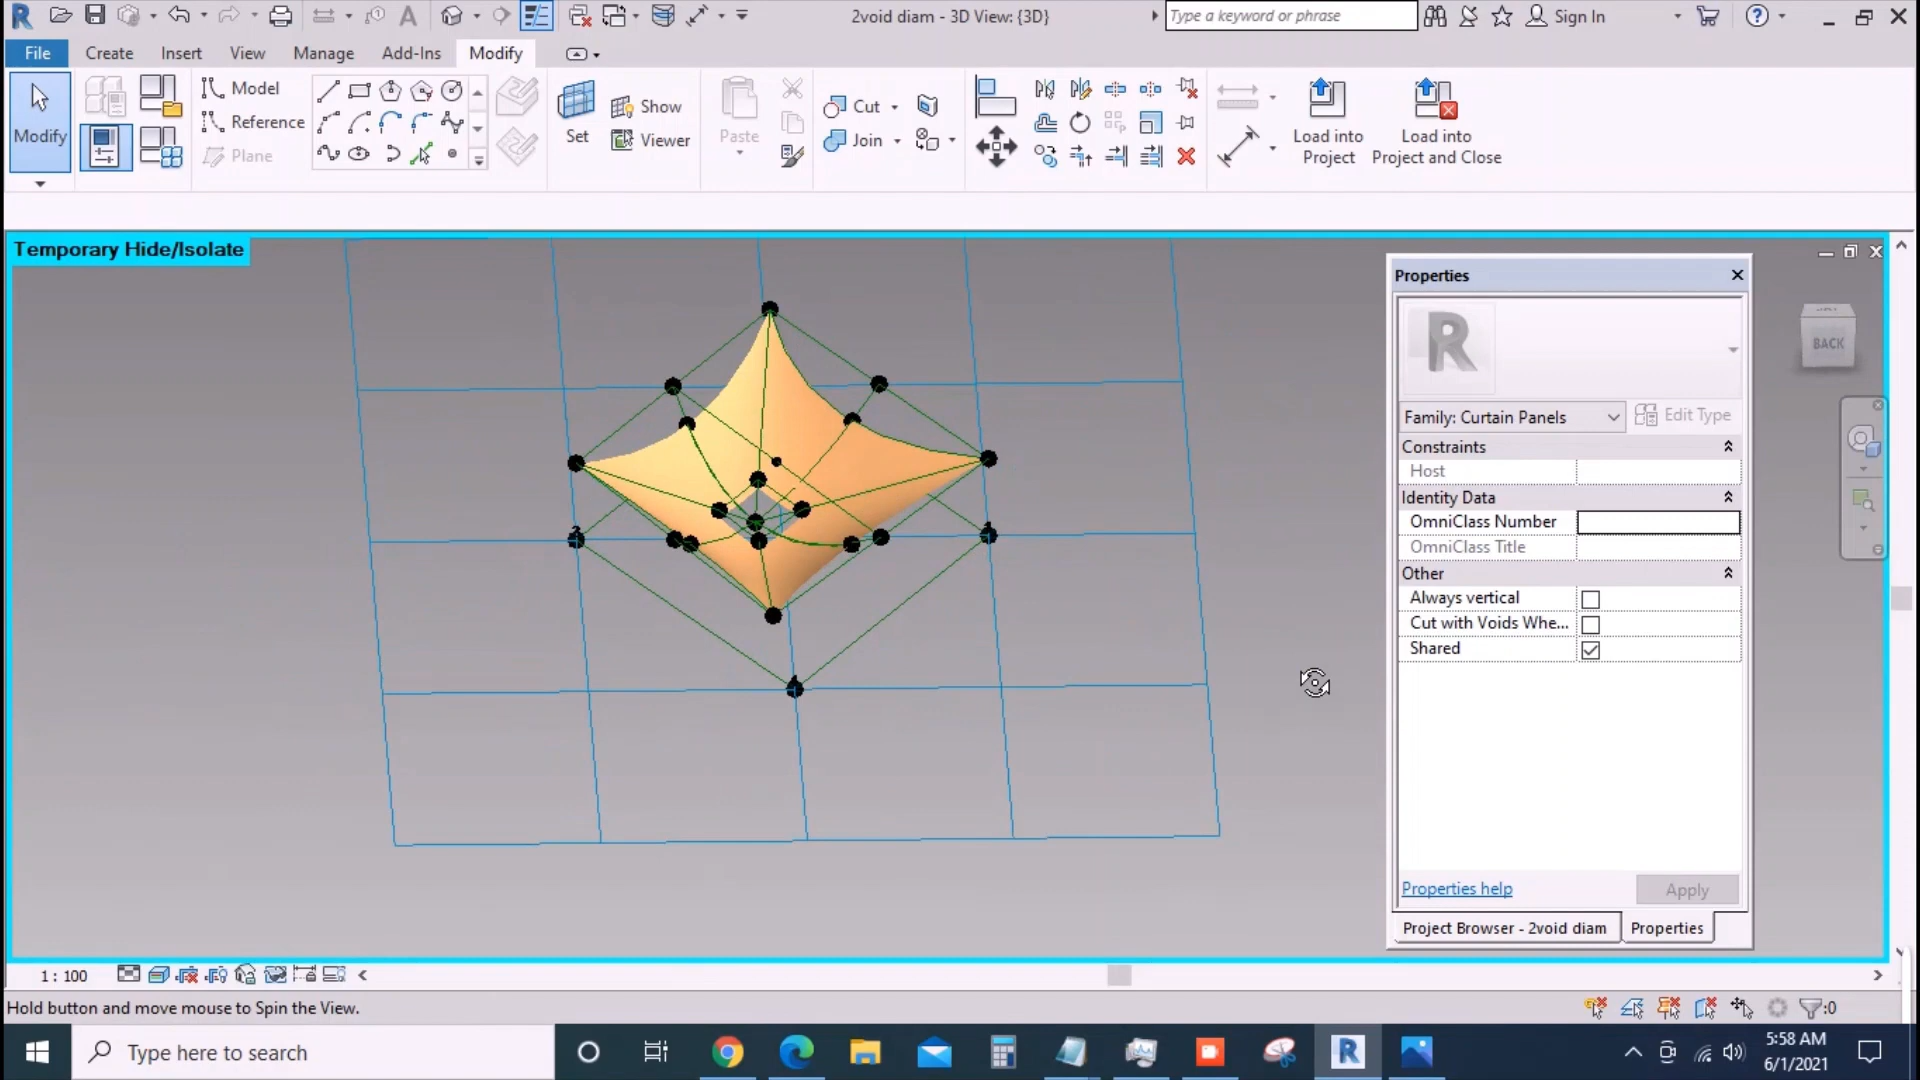 2void diam - 3D View: {3D}
Type a keyword or phrase
Sign In
File
Create
Insert
View
Manage
Add-Ins
Modify
Modify
Model
Reference
Plane
Set
Show
Viewer
Paste
Cut
Join
Load into
Project
Load into
Project and Close
Temporary Hide/Isolate
BACK
Properties
Family: Curtain Panels
Edit Type
Constraints
Host
Identity Data
OmniClass Number
OmniClass Title
Other
Always vertical
Cut with Voids Whe...
Shared
Properties help
Apply
Project Browser - 2void diam
Properties
1 : 100
Hold button and move mouse to Spin the View.
:0
Type here to search
5:58 AM
6/1/2021